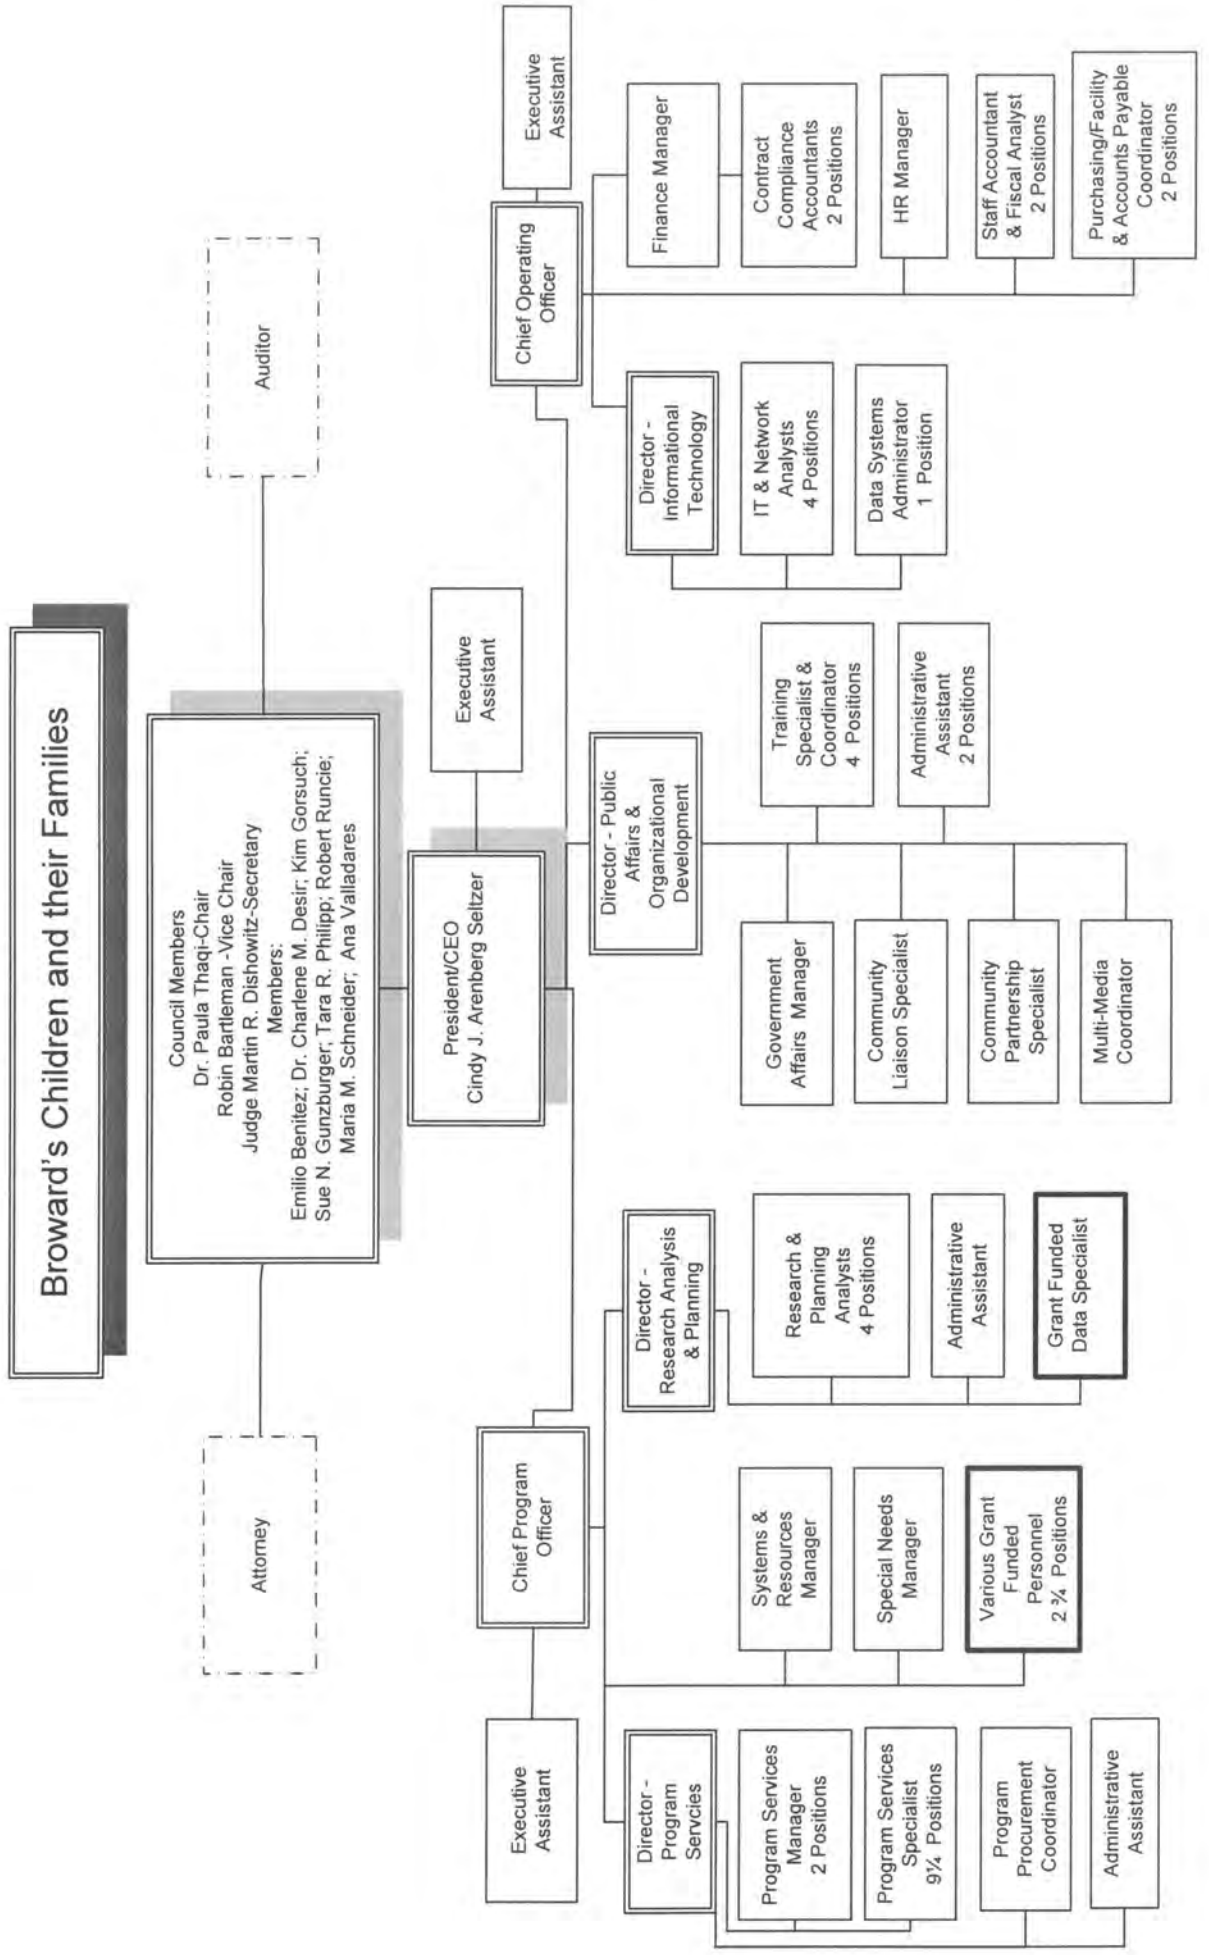 Broward's Children and their Families
Attorney
Council Members
Dr. Paula Thaqi-Chair
Robin Bartleman -Vice Chair
Judge Martin R. Dishowitz-Secretary
Members:
Emilio Benitez; Dr. Charlene M. Desir; Kim Gorsuch;
Sue N. Gunzburger; Tara R. Philipp; Robert Runcie;
Maria M. Schneider; Ana Valladares
Auditor
President/CEO
Cindy J. Arenberg Seltzer
Executive
Assistant
Executive
Assistant
Chief Program
Officer
Chief Operating
Officer
Executive
Assistant
Director -
Program
Servcies
Program Services
Manager
2 Positions
Program Services
Specialist
9¼ Positions
Program
Procurement
Coordinator
Administrative
Assistant
Systems &
Resources
Manager
Special Needs
Manager
Various Grant
Funded
Personnel
2 ¾ Positions
Director -
Research Analysis
& Planning
Research &
Planning
Analysts
4 Positions
Administrative
Assistant
Grant Funded
Data Specialist
Director - Public
Affairs &
Organizational
Development
Government
Affairs Manager
Community
Liaison Specialist
Community
Partnership
Specialist
Multi-Media
Coordinator
Training
Specialist &
Coordinator
4 Positions
Administrative
Assistant
2 Positions
Director -
Informational
Technology
IT & Network
Analysts
4 Positions
Data Systems
Administrator
1 Position
Finance Manager
Contract
Compliance
Accountants
2 Positions
HR Manager
Staff Accountant
& Fiscal Analyst
2 Positions
Purchasing/Facility
& Accounts Payable
Coordinator
2 Positions